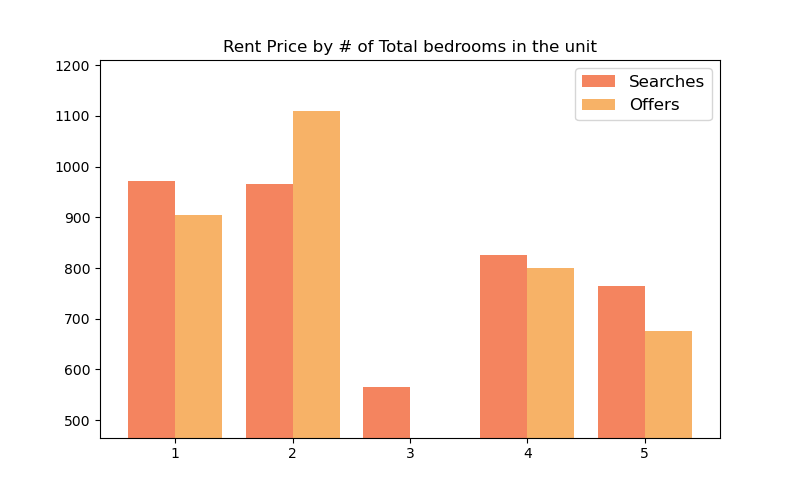 Rent Price by # of Total bedrooms in the unit
1200
1100
1000
900
800
700
600
500
Searches
Offers
1 2 3 4 5